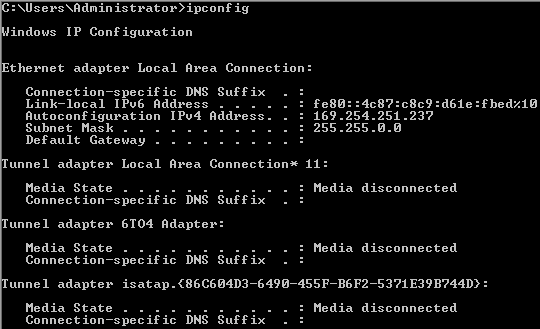 C:\Users\Administrator>ipconfig
Windows IP Configuration
Ethernet adapter Local Area Connection:
Connection-specific DNS Suffix . :
Link-local IPv6 Address . . . . . : fe80::4c87:c8c9:d61e:fbed%10
Autoconfiguration IPv4 Address. . : 169.254.251.237
Subnet Mask . . . . . . . . . . . : 255.255.0.0
Default Gateway . . . . . . . . . :
Tunnel adapter Local Area Connection* 11:
Media State . . . . . . . . . . . : Media disconnected
Connection-specific DNS Suffix . :
Tunnel adapter 6TO4 Adapter:
Media State . . . . . . . . . . . : Media disconnected
Connection-specific DNS Suffix . :
Tunnel adapter isatap.{86C604D3-6490-455F-B6F2-5371E39B744D}:
Media State . . . . . . . . . . . : Media disconnected
Connection-specific DNS Suffix . :